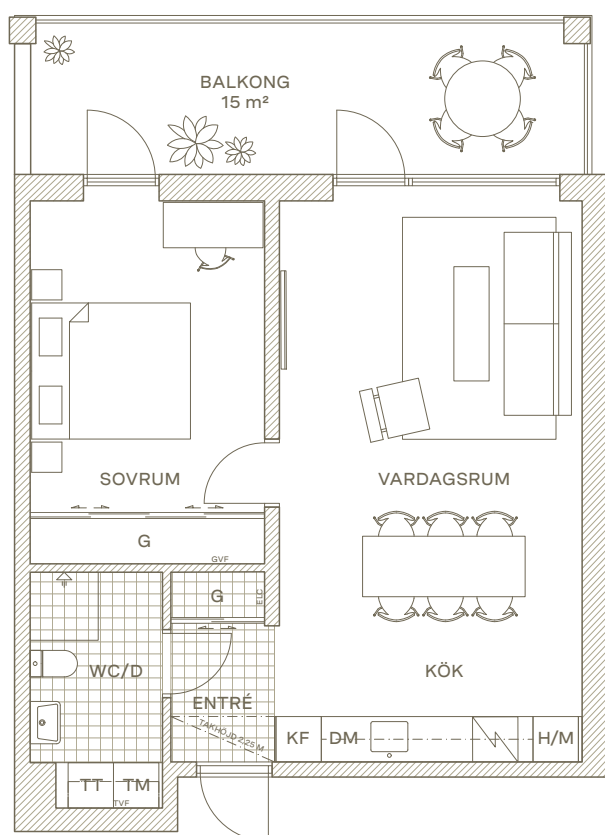 BALKONG
15 m²
SOVRUM
VARDAGSRUM
G
GVF
G
ELC
WC/D
ENTRÉ
KÖK
TAKHÖJD 2,25 M
KF
DM
H/M
TT
TM
TVF